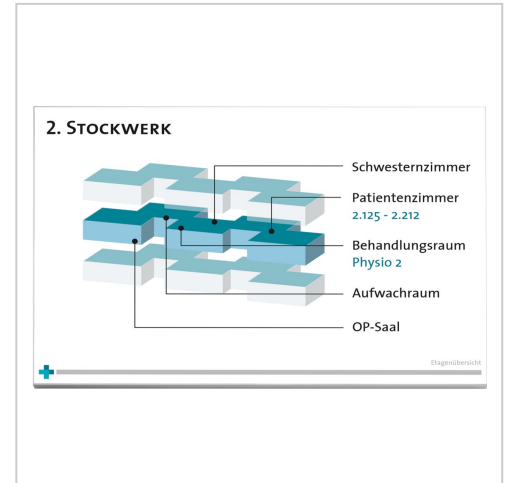 2. STOCKWERK
Schwesternzimmer
Patientenzimmer
2.125 - 2.212
Behandlungsraum
Physio 2
Aufwachraum
OP-Saal
Etagenübersicht